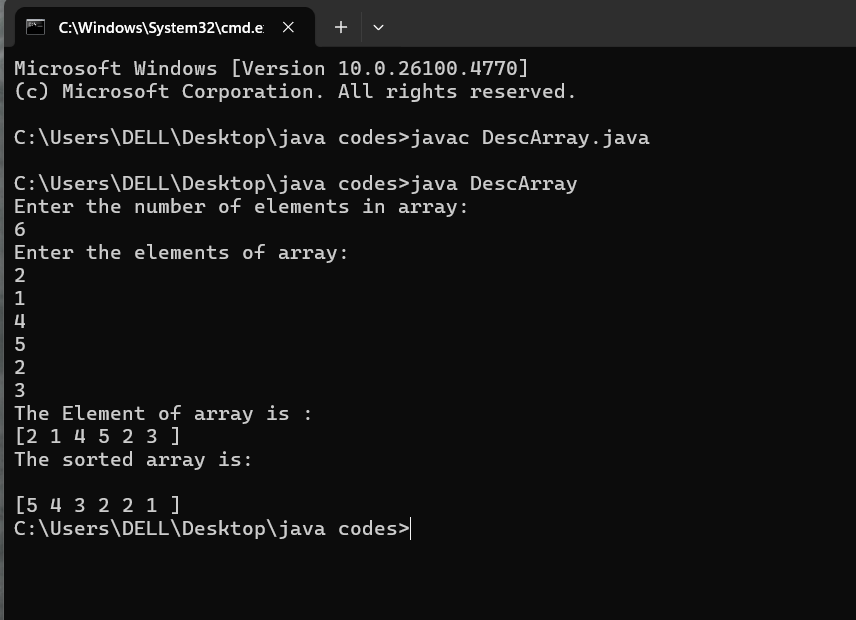 C:\Windows\System32\cmd.e
Microsoft Windows [Version 10.0.26100.4770]
(c) Microsoft Corporation. All rights reserved.
C:\Users\DELL\Desktop\java codes>javac DescArray.java
C:\Users\DELL\Desktop\java codes>java DescArray
Enter the number of elements in array:
6
Enter the elements of array:
2
1
4
5
2
3
The Element of array is :
[2 1 4 5 2 3 ]
The sorted array is:
[5 4 3 2 2 1 ]
C:\Users\DELL\Desktop\java codes>